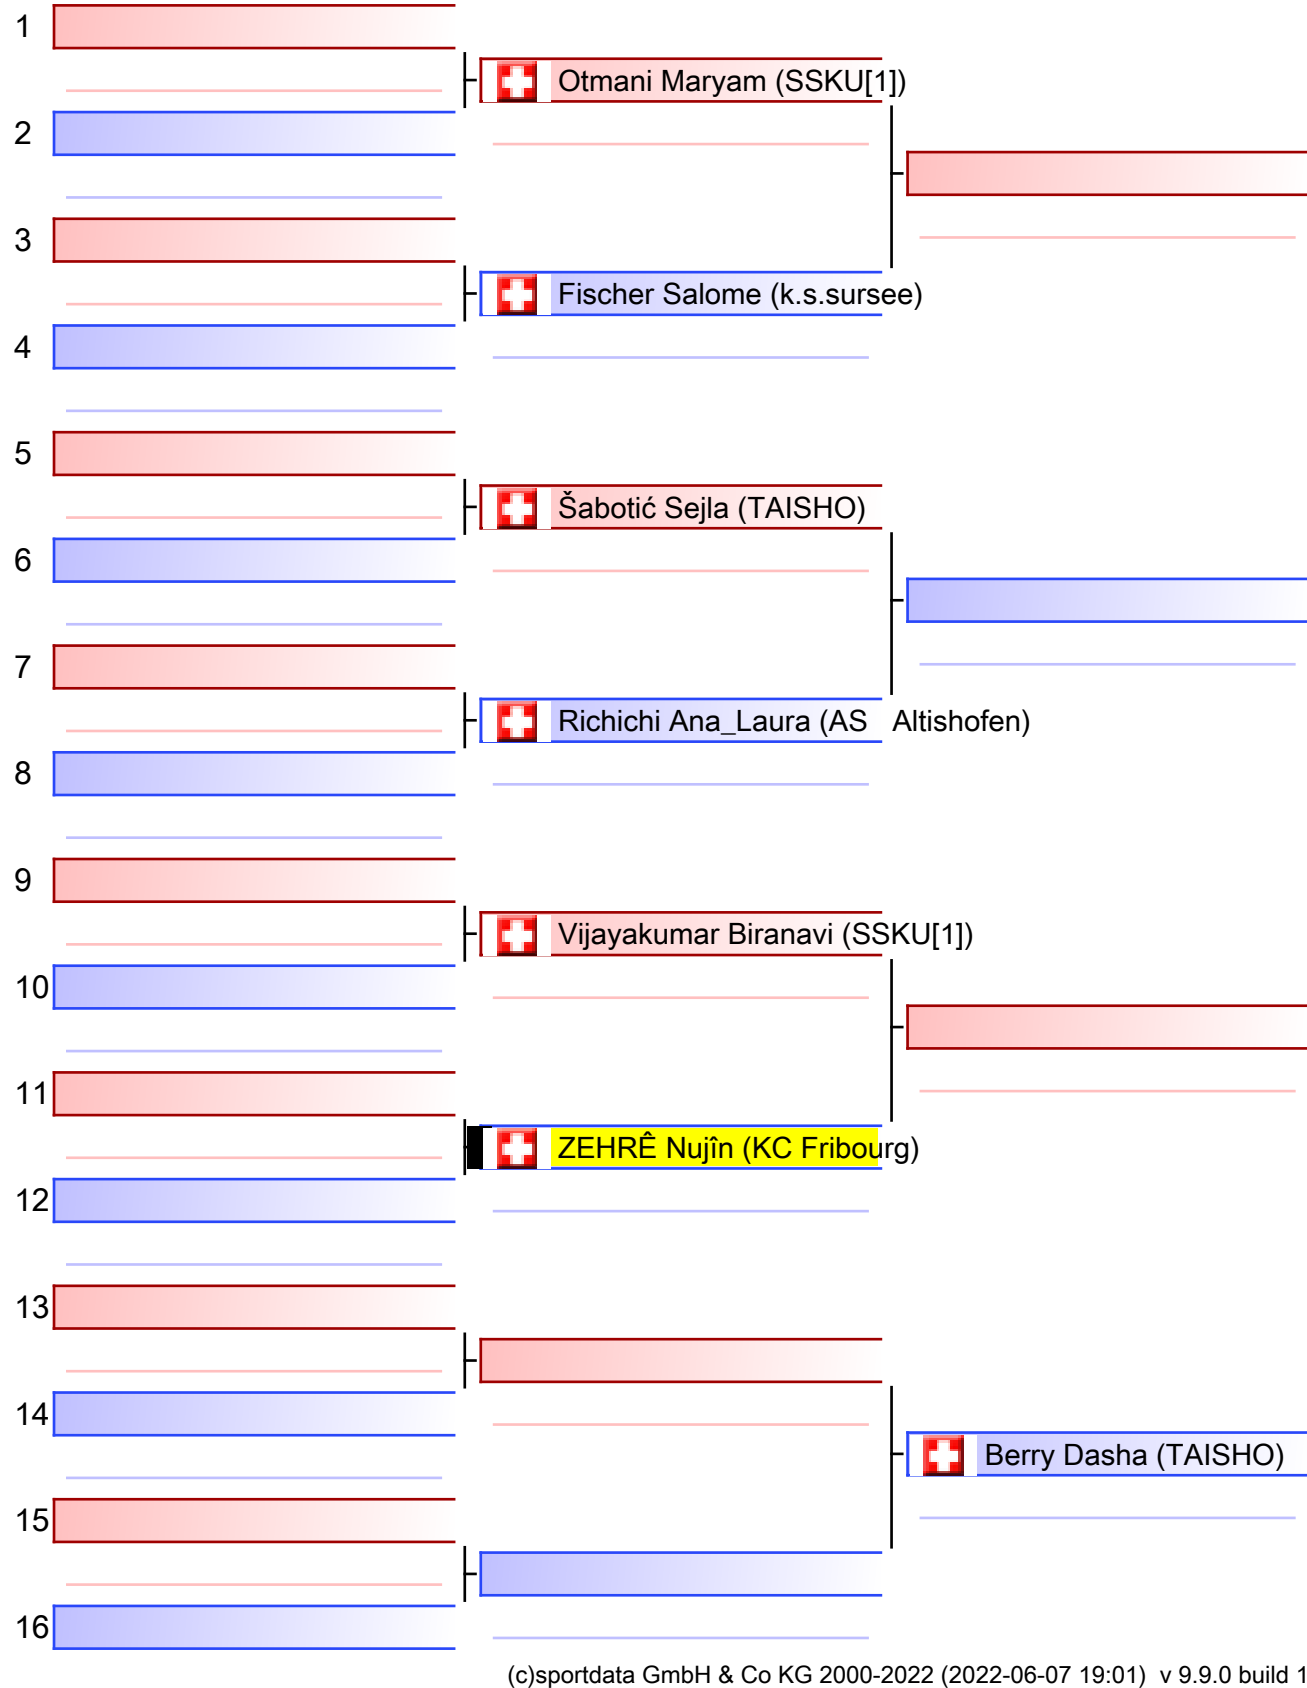 1
Otmani Maryam (SSKU[1])
2
3
Fischer Salome (k.s.sursee)
4
5
Šabotić Sejla (TAISHO)
6
7
Richichi Ana_Laura (AS Altishofen)
8
9
Vijayakumar Biranavi (SSKU[1])
10
11
ZEHRÊ Nujîn (KC Fribourg)
12
13
14
Berry Dasha (TAISHO)
15
16
(c)sportdata GmbH & Co KG 2000-2022 (2022-06-07 19:01) v 9.9.0 build 1